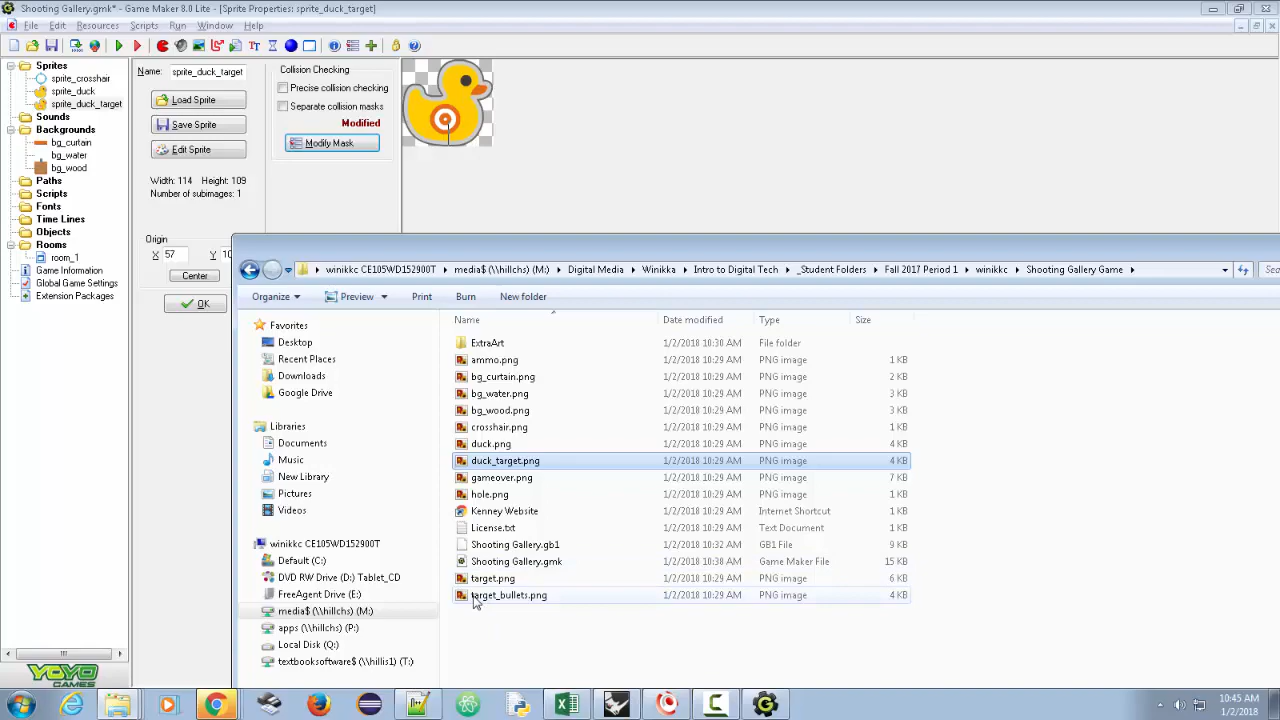 Shooting Gallery.gmk* - Game Maker 8.0 Lite - [Sprite Properties: sprite_duck_target]
File Edit Resources Scripts Run Window Help
Sprites
sprite_crosshair
sprite_duck
sprite_duck_target
Sounds
Backgrounds
bg_curtain
bg_water
bg_wood
Paths
Scripts
Fonts
Time Lines
Objects
Rooms
room_1
Game Information
Global Game Settings
Extension Packages
YOYO
GAMES
Name: sprite_duck_target
Load Sprite
Save Sprite
Edit Sprite
Width: 114 Height: 109
Number of subimages: 1
Origin
X 57 Y 10
Center
OK
Collision Checking
Precise collision checking
Separate collision masks
Modified
Modify Mask
winikkc CE105WD152900T media$ (\\hillchs) (M:) Digital Media Winikka Intro to Digital Tech _Student Folders Fall 2017 Period 1 winikkc Shooting Gallery Game Sea
Organize Preview Print Burn New folder
Favorites
Desktop
Recent Places
Downloads
Google Drive
Libraries
Documents
Music
New Library
Pictures
Videos
winikkc CE105WD152900T
Default (C:)
DVD RW Drive (D:) Tablet_CD
FreeAgent Drive (E:)
media$ (\\hillchs) (M:)
apps (\\hillchs) (P:)
Local Disk (Q:)
textbooksoftware$ (\\hillis1) (T:)
Name Date modified Type Size
ExtraArt 1/2/2018 10:30 AM File folder
ammo.png 1/2/2018 10:29 AM PNG image 1 KB
bg_curtain.png 1/2/2018 10:29 AM PNG image 2 KB
bg_water.png 1/2/2018 10:29 AM PNG image 3 KB
bg_wood.png 1/2/2018 10:29 AM PNG image 3 KB
crosshair.png 1/2/2018 10:29 AM PNG image 1 KB
duck.png 1/2/2018 10:29 AM PNG image 4 KB
duck_target.png 1/2/2018 10:29 AM PNG image 4 KB
gameover.png 1/2/2018 10:29 AM PNG image 7 KB
hole.png 1/2/2018 10:29 AM PNG image 1 KB
Kenney Website 1/2/2018 10:29 AM Internet Shortcut 1 KB
License.txt 1/2/2018 10:29 AM Text Document 1 KB
Shooting Gallery.gb1 1/2/2018 10:32 AM GB1 File 9 KB
Shooting Gallery.gmk 1/2/2018 10:38 AM Game Maker File 15 KB
target.png 1/2/2018 10:29 AM PNG image 6 KB
target_bullets.png 1/2/2018 10:29 AM PNG image 4 KB
10:45 AM
1/2/2018